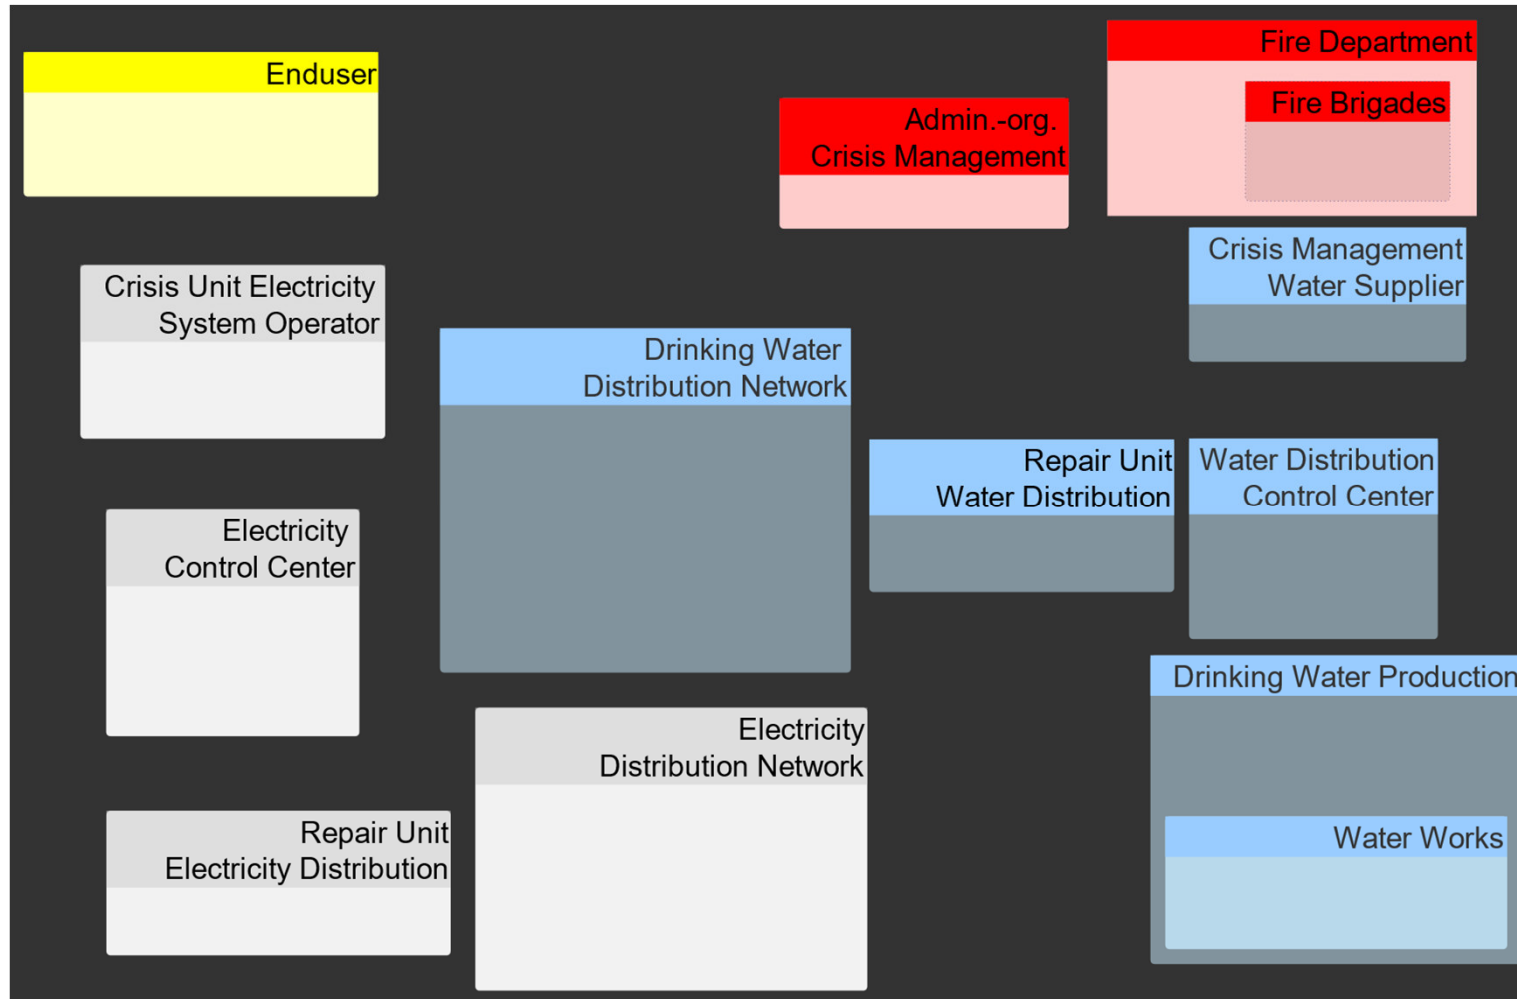 Enduser
Fire Department
Fire Brigades
Admin.-org.
Crisis Management
Crisis Management
Water Supplier
Crisis Unit Electricity
System Operator
Drinking Water
Distribution Network
Repair Unit
Water Distribution
Water Distribution
Control Center
Electricity
Control Center
Drinking Water Production
Electricity
Distribution Network
Repair Unit
Electricity Distribution
Water Works